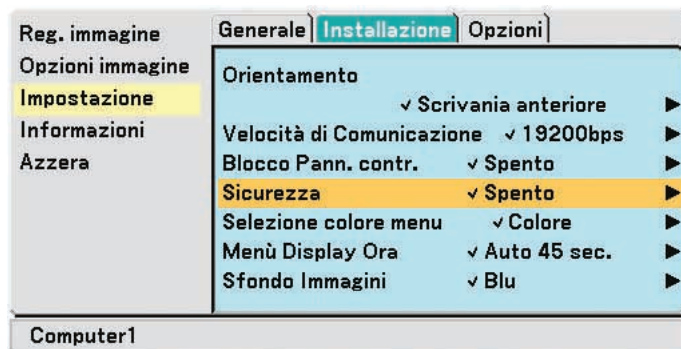 Reg. immagine
Opzioni immagine
Impostazione
Informazioni
Azzera
Generale Installazione Opzioni
Orientamento
✓ Scrivania anteriore ▶
Velocità di Comunicazione ✓ 19200bps ▶
Blocco Pann. contr. ✓ Spento ▶
Sicurezza ✓ Spento ▶
Selezione colore menu ✓ Colore ▶
Menù Display Ora ✓ Auto 45 sec. ▶
Sfondo Immagini ✓ Blu ▶
Computer1